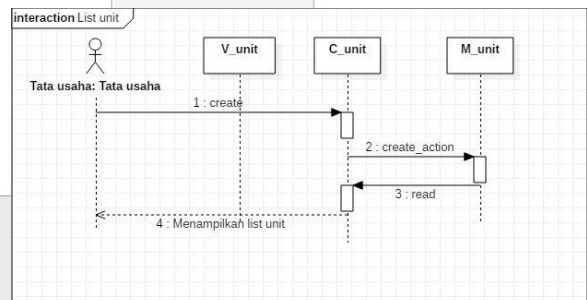 interaction List unit
V_unit
C_unit
M_unit
Tata usaha: Tata usaha
1 : create
2 : create_action
3 : read
4 : Menampilkan list unit